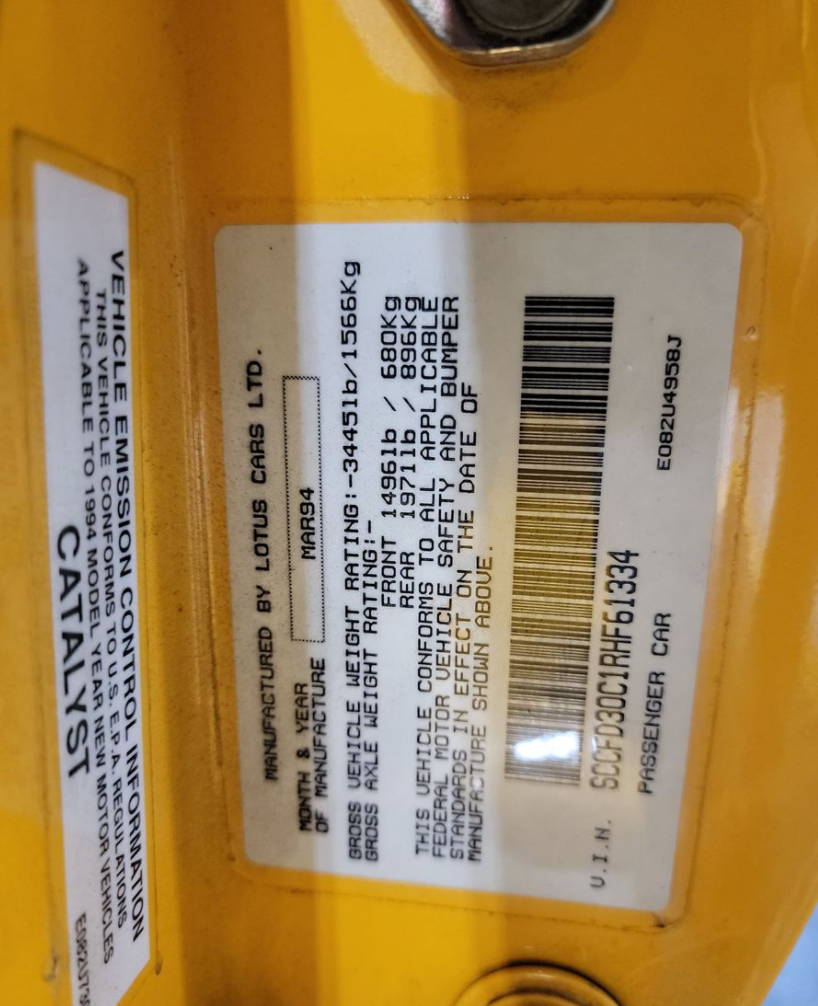 VEHICLE EMISSION CONTROL INFORMATION
THIS VEHICLE CONFORMS TO U.S. E.P.A. REGULATIONS
APPLICABLE TO 1994 MODEL YEAR NEW MOTOR VEHICLES
CATALYST
MANUFACTURED BY LOTUS CARS LTD.
MONTH & YEAR
OF MANUFACTURE
MAR94
GROSS VEHICLE WEIGHT RATING:-3445lb/1566Kg
GROSS AXLE WEIGHT RATING:-
FRONT 1496lb / 680Kg
REAR 1971lb / 896Kg
THIS VEHICLE CONFORMS TO ALL APPLICABLE
FEDERAL MOTOR VEHICLE SAFETY AND BUMPER
STANDARDS IN EFFECT ON THE DATE OF
MANUFACTURE SHOWN ABOVE.
V.I.N. SCCFD30C1RHF61334
PASSENGER CAR
E082U4958J